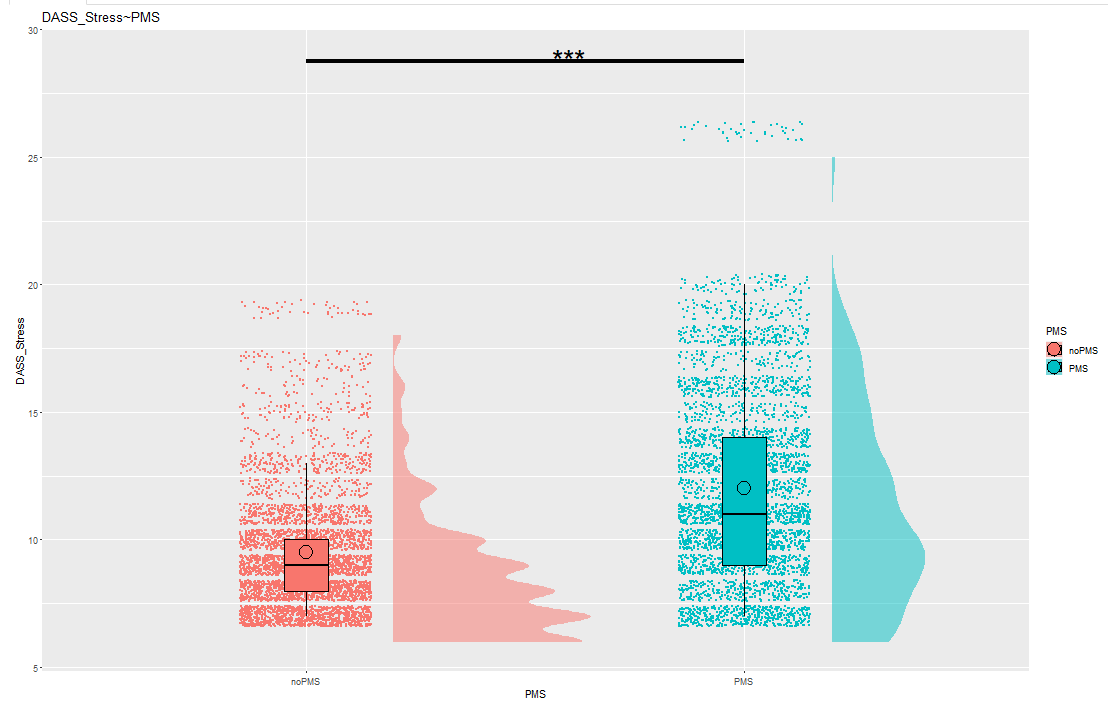 DASS_Stress~PMS
30
***
25
20
15
10
5
DASS_Stress
noPMS
PMS
PMS
PMS
noPMS
PMS